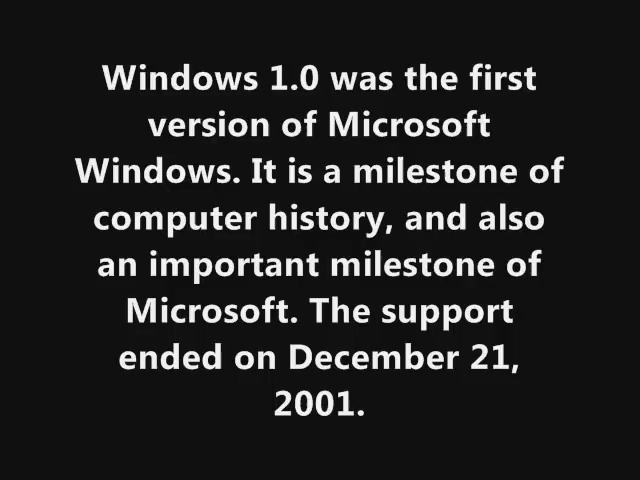 Windows 1.0 was the first
version of Microsoft
Windows. It is a milestone of
computer history, and also
an important milestone of
Microsoft. The support
ended on December 21,
2001.